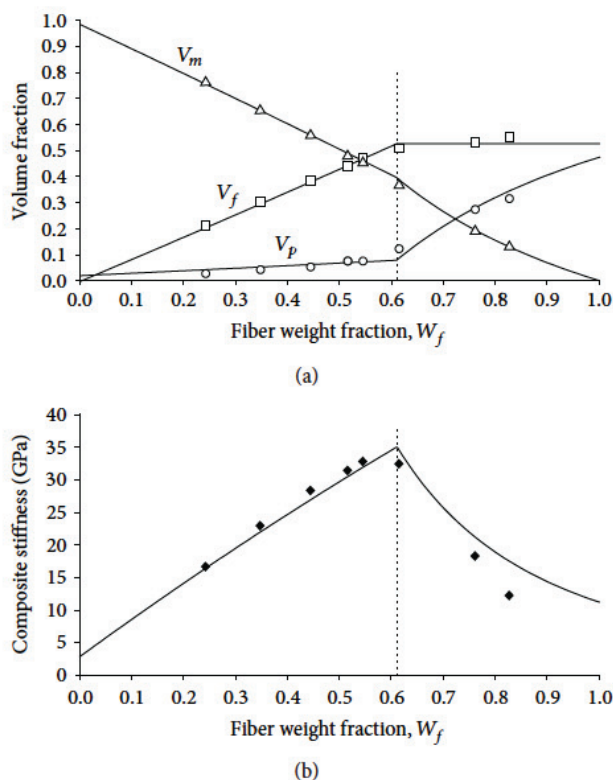 1.0
0.9
0.8
0.7
0.6
0.5
0.4
0.3
0.2
0.1
0.0
Volume fraction
V_m
V_f
V_p
0.0 0.1 0.2 0.3 0.4 0.5 0.6 0.7 0.8 0.9 1.0
Fiber weight fraction, W_f
(a)
40
35
30
25
20
15
10
5
0
Composite stiffness (GPa)
0.0 0.1 0.2 0.3 0.4 0.5 0.6 0.7 0.8 0.9 1.0
Fiber weight fraction, W_f
(b)